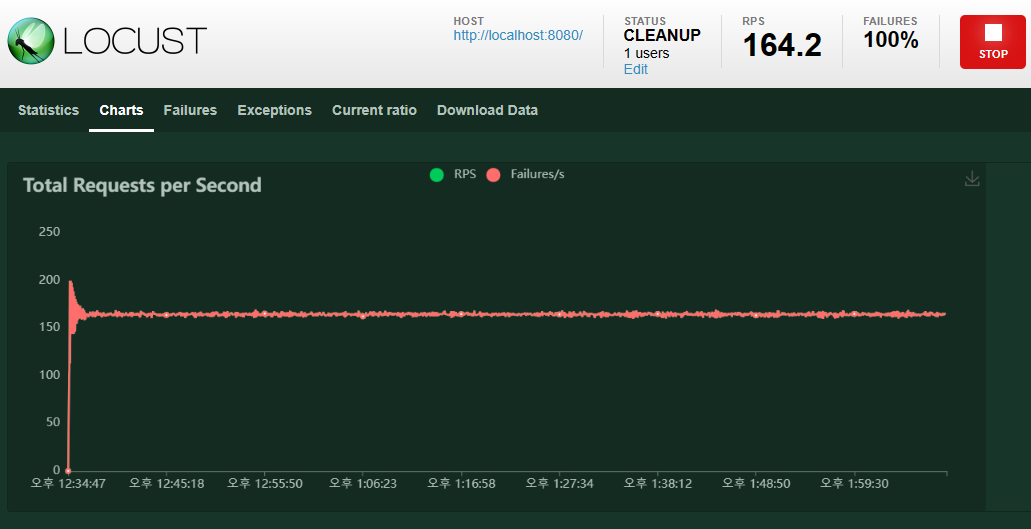 LOCUST
HOST
http://localhost:8080/
STATUS
CLEANUP
1 users
Edit
RPS
164.2
FAILURES
100%
STOP
Statistics Charts Failures Exceptions Current ratio Download Data
Total Requests per Second
RPS Failures/s
250
200
150
100
50
0
오후 12:34:47 오후 12:45:18 오후 12:55:50 오후 1:06:23 오후 1:16:58 오후 1:27:34 오후 1:38:12 오후 1:48:50 오후 1:59:30